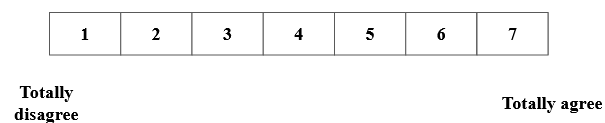 1 2 3 4 5 6 7
Totally
disagree
Totally agree